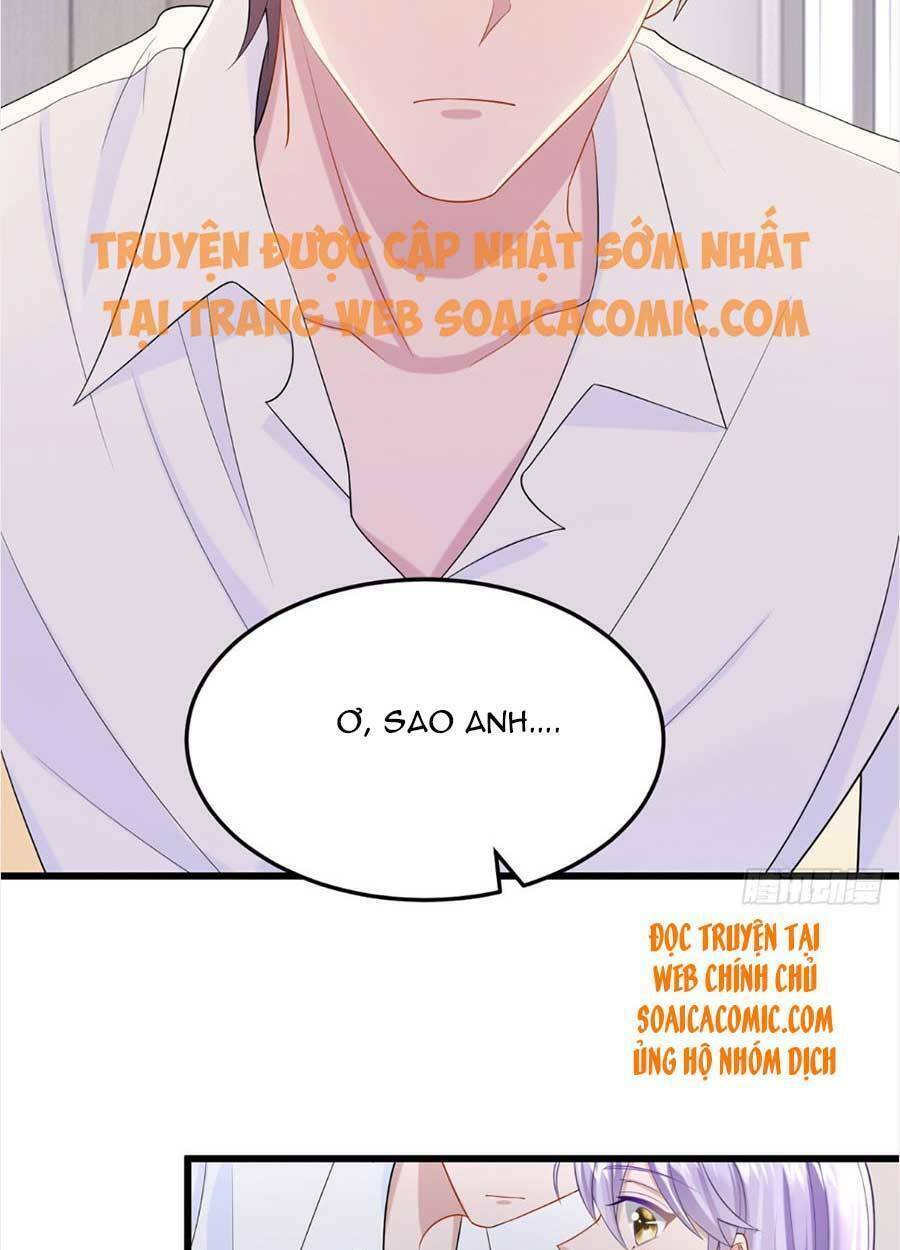 TRUYỆN ĐƯỢC CẬP NHẬT SỚM NHẤT
TẠI TRANG WEB SOAICACOMIC.COM
Ơ, SAO ANH....
ĐỌC TRUYỆN TẠI
WEB CHÍNH CHỦ
SOAICACOMIC.COM
ỦNG HỘ NHÓM DỊCH